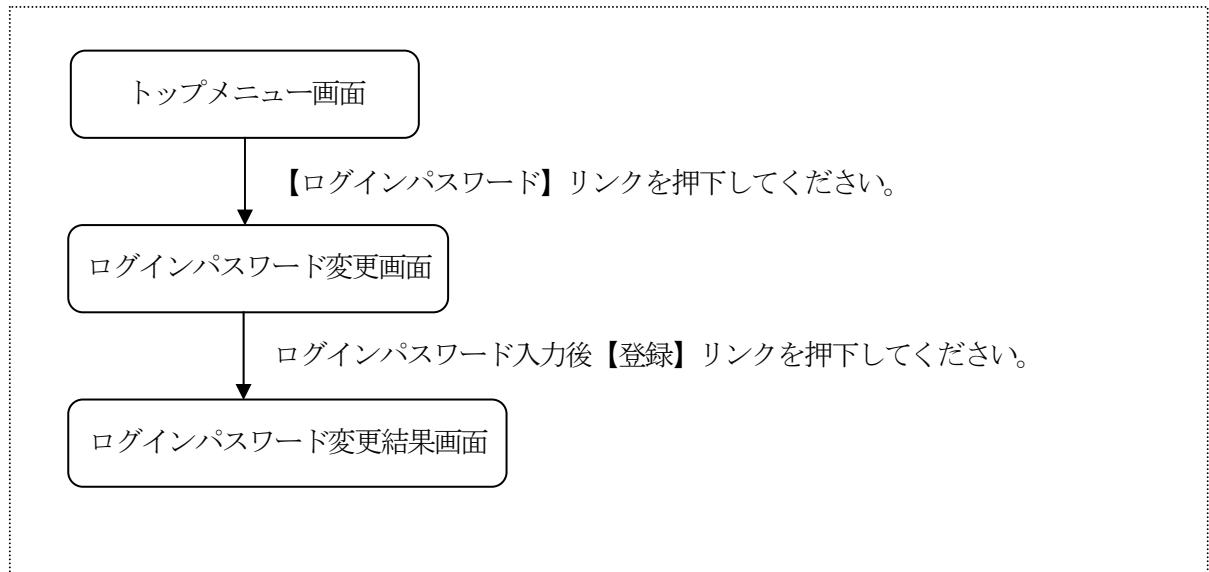 トップメニュー画面
【ログインパスワード】リンクを押下してください。
ログインパスワード変更画面
ログインパスワード入力後【登録】リンクを押下してください。
ログインパスワード変更結果画面